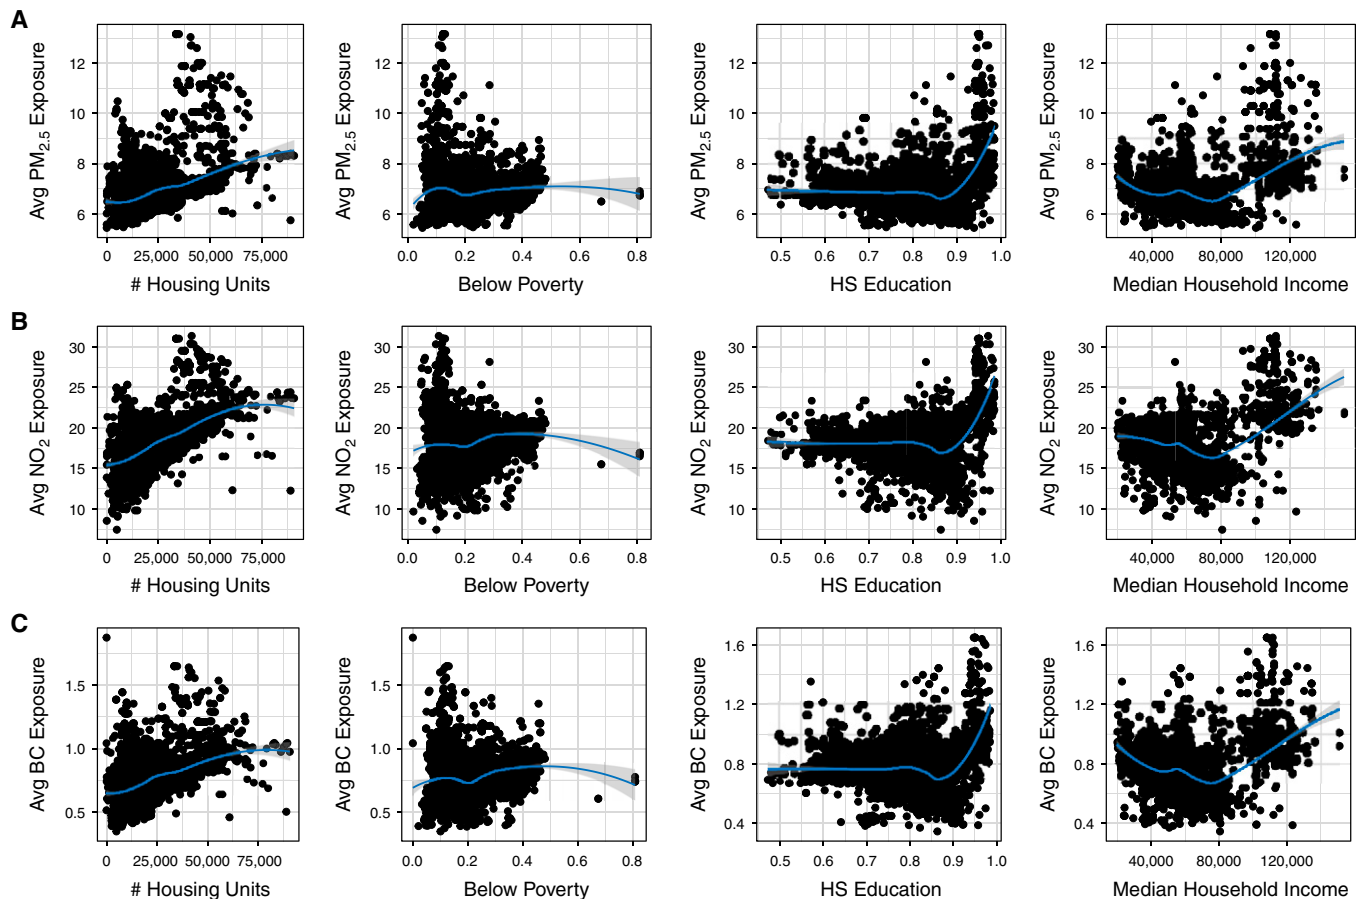 A
Avg PM2.5 Exposure
12
10
8
6
0 25,000 50,000 75,000
# Housing Units
Avg PM2.5 Exposure
12
10
8
6
0.0 0.2 0.4 0.6 0.8
Below Poverty
Avg PM2.5 Exposure
12
10
8
6
0.5 0.6 0.7 0.8 0.9 1.0
HS Education
Avg PM2.5 Exposure
12
10
8
6
40,000 80,000 120,000
Median Household Income
B
Avg NO2 Exposure
30
25
20
15
10
0 25,000 50,000 75,000
# Housing Units
Avg NO2 Exposure
30
25
20
15
10
0.0 0.2 0.4 0.6 0.8
Below Poverty
Avg NO2 Exposure
30
25
20
15
10
0.5 0.6 0.7 0.8 0.9 1.0
HS Education
Avg NO2 Exposure
30
25
20
15
10
40,000 80,000 120,000
Median Household Income
C
Avg BC Exposure
1.5
1.0
0.5
0 25,000 50,000 75,000
# Housing Units
Avg BC Exposure
1.5
1.0
0.5
0.0 0.2 0.4 0.6 0.8
Below Poverty
Avg BC Exposure
1.6
1.2
0.8
0.4
0.5 0.6 0.7 0.8 0.9 1.0
HS Education
Avg BC Exposure
1.6
1.2
0.8
0.4
40,000 80,000 120,000
Median Household Income